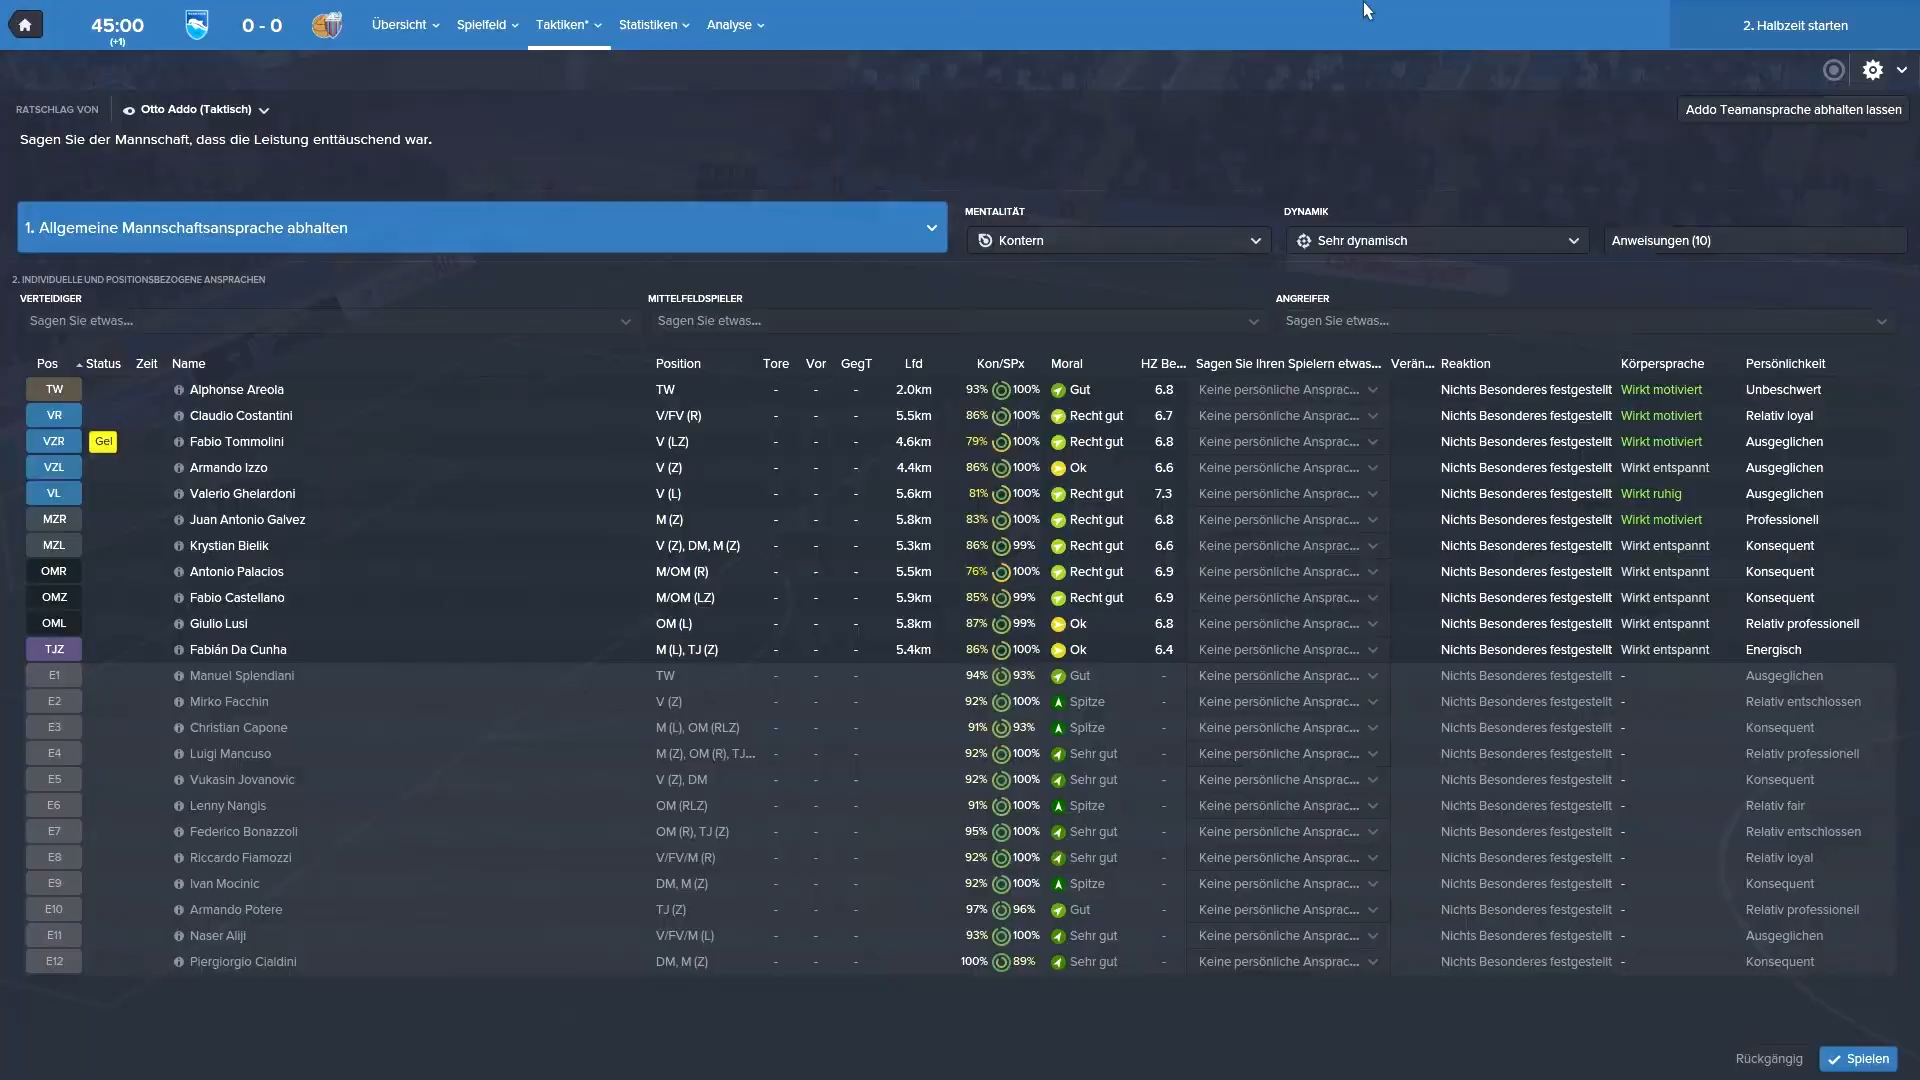 45:00
(+1)
0 - 0
Übersicht
Spielfeld
Taktiken*
Statistiken
Analyse
2. Halbzeit starten
RATSCHLAG VON
Otto Addo (Taktisch)
Addo Teamansprache abhalten lassen
Sagen Sie der Mannschaft, dass die Leistung enttäuschend war.
1. Allgemeine Mannschaftsansprache abhalten
MENTALITÄT
Kontern
DYNAMIK
Sehr dynamisch
Anweisungen (10)
2. INDIVIDUELLE UND POSITIONSBEZOGENE ANSPRACHEN
VERTEIDIGER
Sagen Sie etwas...
MITTELFELDSPIELER
Sagen Sie etwas...
ANGREIFER
Sagen Sie etwas...
Pos Status Zeit Name Position Tore Vor GegT Lfd Kon/SPx Moral HZ Be... Sagen Sie Ihren Spielern etwas... Verän... Reaktion Körpersprache Persönlichkeit
TW Alphonse Areola TW - - - 2.0km 93% 100% Gut 6.8 Keine persönliche Ansprac... Nichts Besonderes festgestellt Wirkt motiviert Unbeschwert
VR Claudio Costantini V/FV (R) - - - 5.5km 86% 100% Recht gut 6.7 Keine persönliche Ansprac... Nichts Besonderes festgestellt Wirkt motiviert Relativ loyal
VZR Gel Fabio Tommolini V (LZ) - - - 4.6km 79% 100% Recht gut 6.8 Keine persönliche Ansprac... Nichts Besonderes festgestellt Wirkt motiviert Ausgeglichen
VZL Armando Izzo V (Z) - - - 4.4km 86% 100% Ok 6.6 Keine persönliche Ansprac... Nichts Besonderes festgestellt Wirkt entspannt Ausgeglichen
VL Valerio Ghelardoni V (L) - - - 5.6km 81% 100% Recht gut 7.3 Keine persönliche Ansprac... Nichts Besonderes festgestellt Wirkt ruhig Ausgeglichen
MZR Juan Antonio Galvez M (Z) - - - 5.8km 83% 100% Recht gut 6.8 Keine persönliche Ansprac... Nichts Besonderes festgestellt Wirkt motiviert Professionell
MZL Krystian Bielik V (Z), DM, M (Z) - - - 5.3km 86% 99% Recht gut 6.6 Keine persönliche Ansprac... Nichts Besonderes festgestellt Wirkt entspannt Konsequent
OMR Antonio Palacios M/OM (R) - - - 5.5km 76% 100% Recht gut 6.9 Keine persönliche Ansprac... Nichts Besonderes festgestellt Wirkt entspannt Konsequent
OMZ Fabio Castellano M/OM (LZ) - - - 5.9km 85% 99% Recht gut 6.9 Keine persönliche Ansprac... Nichts Besonderes festgestellt Wirkt entspannt Konsequent
OML Giulio Lusi OM (L) - - - 5.8km 87% 99% Ok 6.8 Keine persönliche Ansprac... Nichts Besonderes festgestellt Wirkt entspannt Relativ professionell
TJZ Fabián Da Cunha M (L), TJ (Z) - - - 5.4km 86% 100% Ok 6.4 Keine persönliche Ansprac... Nichts Besonderes festgestellt Wirkt entspannt Energisch
E1 Manuel Splendiani TW - - - 94% 93% Gut - Keine persönliche Ansprac... Nichts Besonderes festgestellt - Ausgeglichen
E2 Mirko Facchin V (Z) - - - 92% 100% Spitze - Keine persönliche Ansprac... Nichts Besonderes festgestellt - Relativ entschlossen
E3 Christian Capone M (L), OM (RLZ) - - - 91% 93% Spitze - Keine persönliche Ansprac... Nichts Besonderes festgestellt - Konsequent
E4 Luigi Mancuso M (Z), OM (R), TJ... - - - 92% 100% Sehr gut - Keine persönliche Ansprac... Nichts Besonderes festgestellt - Relativ professionell
E5 Vukasin Jovanovic V (Z), DM - - - 92% 100% Sehr gut - Keine persönliche Ansprac... Nichts Besonderes festgestellt - Konsequent
E6 Lenny Nangis OM (RLZ) - - - 91% 100% Spitze - Keine persönliche Ansprac... Nichts Besonderes festgestellt - Relativ fair
E7 Federico Bonazzoli OM (R), TJ (Z) - - - 95% 100% Sehr gut - Keine persönliche Ansprac... Nichts Besonderes festgestellt - Relativ entschlossen
E8 Riccardo Fiamozzi V/FV/M (R) - - - 92% 100% Sehr gut - Keine persönliche Ansprac... Nichts Besonderes festgestellt - Relativ loyal
E9 Ivan Mocinic DM, M (Z) - - - 92% 100% Spitze - Keine persönliche Ansprac... Nichts Besonderes festgestellt - Konsequent
E10 Armando Potere TJ (Z) - - - 97% 96% Gut - Keine persönliche Ansprac... Nichts Besonderes festgestellt - Relativ professionell
E11 Naser Aliji V/FV/M (L) - - - 93% 100% Sehr gut - Keine persönliche Ansprac... Nichts Besonderes festgestellt - Ausgeglichen
E12 Piergiorgio Cialdini DM, M (Z) - - - 100% 89% Sehr gut - Keine persönliche Ansprac... Nichts Besonderes festgestellt - Konsequent
Rückgängig
Spielen